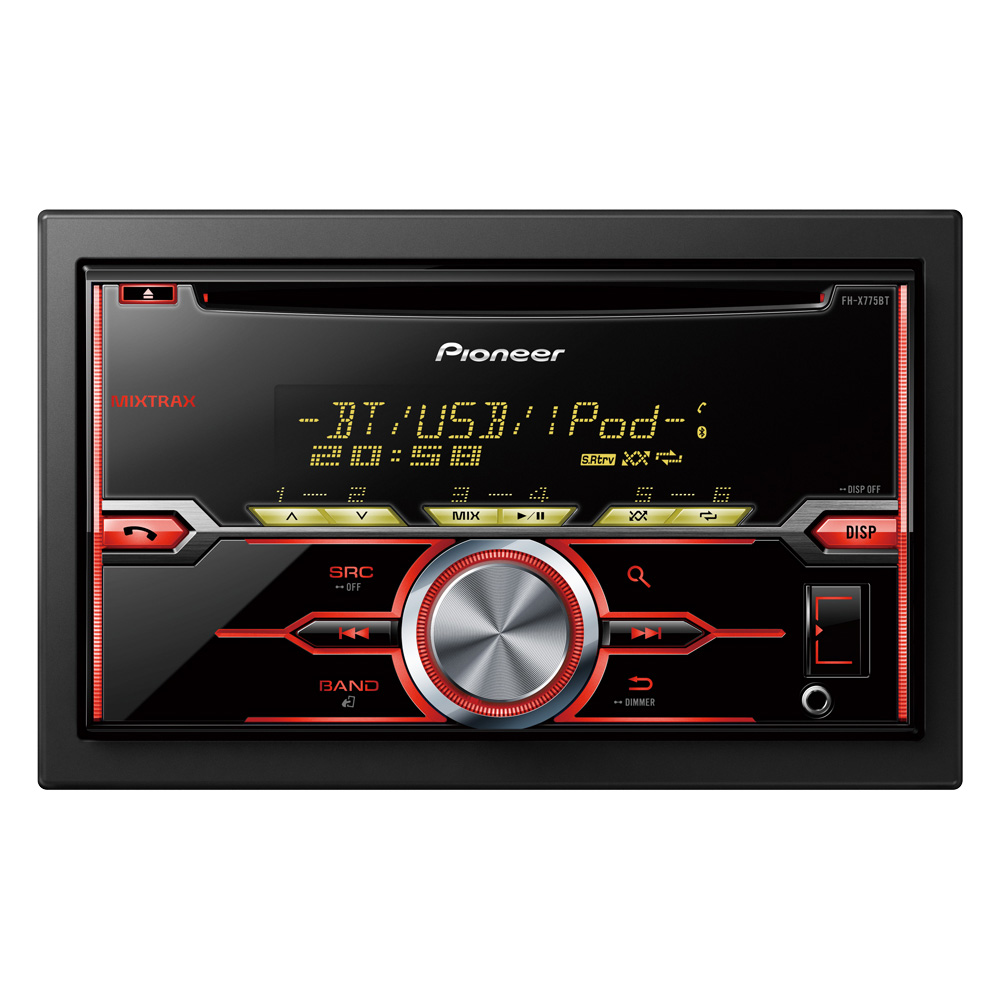 FH-X775BT
Pioneer
MIXTRAX
-BT/USB/iPod-
20:58
S.Rtrv
1 2 3 4 5 6
DISP OFF
MIX
DISP
SRC
OFF
BAND
DIMMER